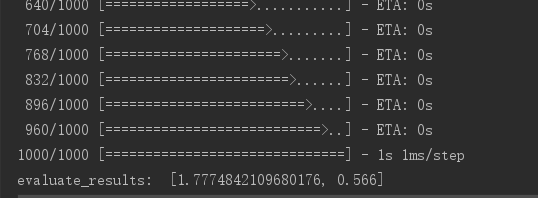 640/1000 [==================>...........] - ETA: 0s
704/1000 [====================>.........] - ETA: 0s
768/1000 [======================>.......] - ETA: 0s
832/1000 [=======================>......] - ETA: 0s
896/1000 [=========================>....] - ETA: 0s
960/1000 [===========================>..] - ETA: 0s
1000/1000 [==============================] - 1s 1ms/step
evaluate_results:  [1.7774842109680176, 0.566]